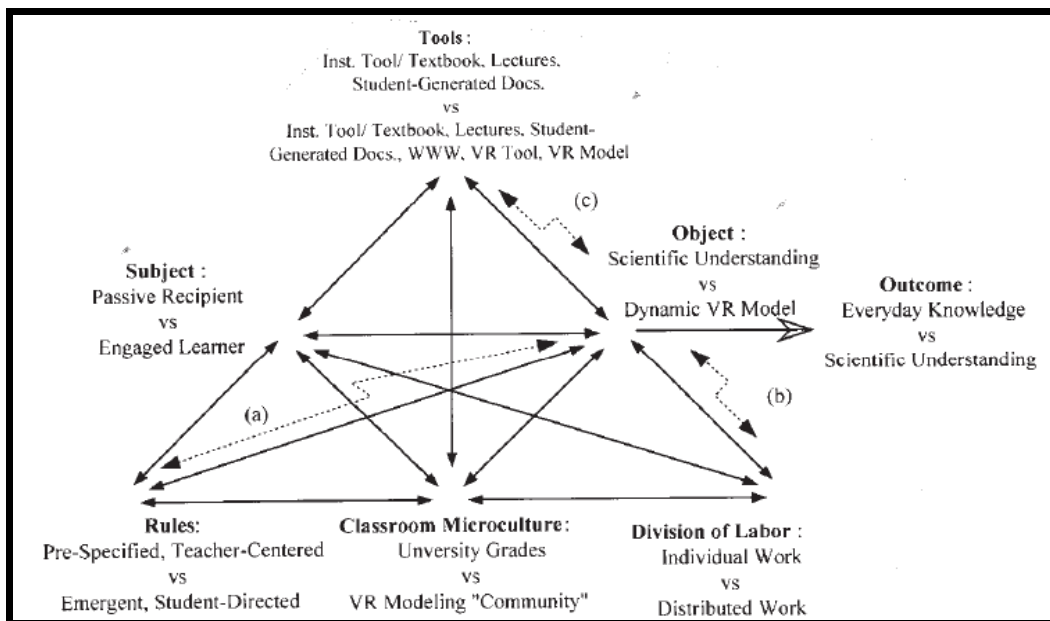 Tools :
Inst. Tool/ Textbook, Lectures,
Student-Generated Docs.
vs
Inst. Tool/ Textbook, Lectures, Student-
Generated Docs., WWW, VR Tool, VR Model
(c)
Object :
Scientific Understanding
vs
Dynamic VR Model
Subject :
Passive Recipient
vs
Engaged Learner
Outcome :
Everyday Knowledge
vs
Scientific Understanding
(a)
(b)
Rules:
Pre-Specified, Teacher-Centered
vs
Emergent, Student-Directed
Classroom Microculture:
Unversity Grades
vs
VR Modeling "Community"
Division of Labor :
Individual Work
vs
Distributed Work